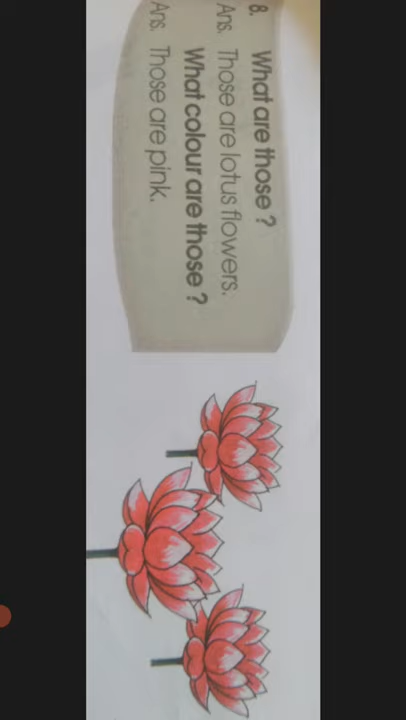 8. What are those ?
Ans. Those are lotus flowers.
What colour are those ?
Ans. Those are pink.